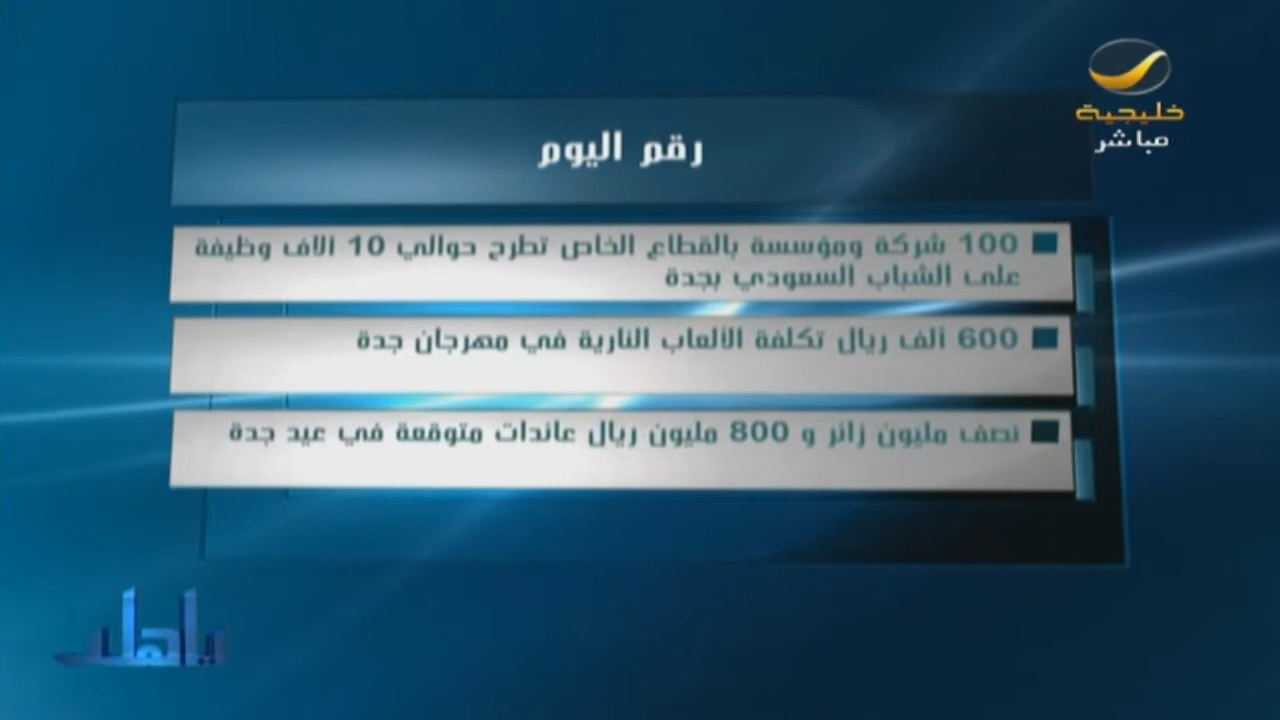 خليجية
مباشر
رقم اليوم
100 شركة ومؤسسة بالقطاع الخاص تطرح حوالي 10 آلاف وظيفة
على الشباب السعودي بجدة
600 ألف ريال تكلفة الألعاب النارية في مهرجان جدة
نصف مليون زائر و 800 مليون ريال عائدات متوقعة في عيد جدة
ياهلا